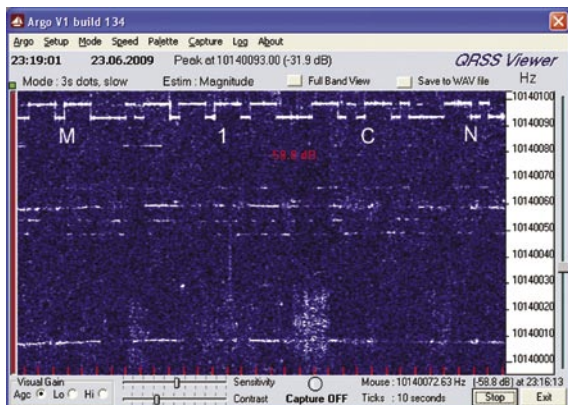 Argo V1 build 134
Argo Setup Mode Speed Palette Capture Log About
23:19:01 23.06.2009 Peak at 10140093.00 (-31.9 dB) QRSS Viewer
Mode : 3s dots, slow Estim : Magnitude Full Band View Save to WAV file Hz
10140100
10140090
M 1 C N
-58.8 dB
10140080
10140070
10140060
10140050
10140040
10140030
10140020
10140010
10140000
Visual Gain Sensitivity Mouse : 10140072.63 Hz (-58.8 dB) at 23:16:13
Agc Lo Hi Contrast Capture OFF Ticks : 10 seconds Stop Exit